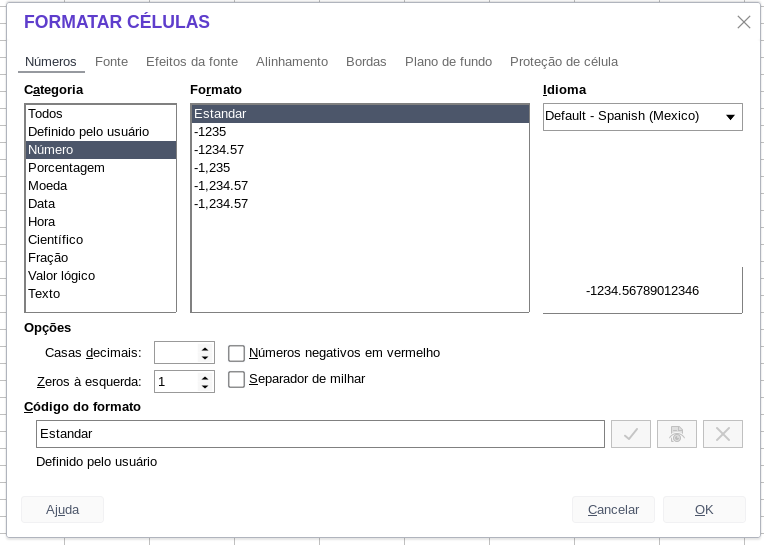 FORMATAR CÉLULAS
Números Fonte Efeitos da fonte Alinhamento Bordas Plano de fundo Proteção de célula
Categoria Formato Idioma
Todos Estandar Default - Spanish (Mexico)
Definido pelo usuário -1235
Número -1234.57
Porcentagem -1,235
Moeda -1,234.57
Data -1,234.57
Hora
Científico
Fração
Valor lógico
Texto
-1234.56789012346
Opções
Casas decimais: Números negativos em vermelho
Zeros à esquerda: 1 Separador de milhar
Código do formato
Estandar
Definido pelo usuário
Ajuda Cancelar OK